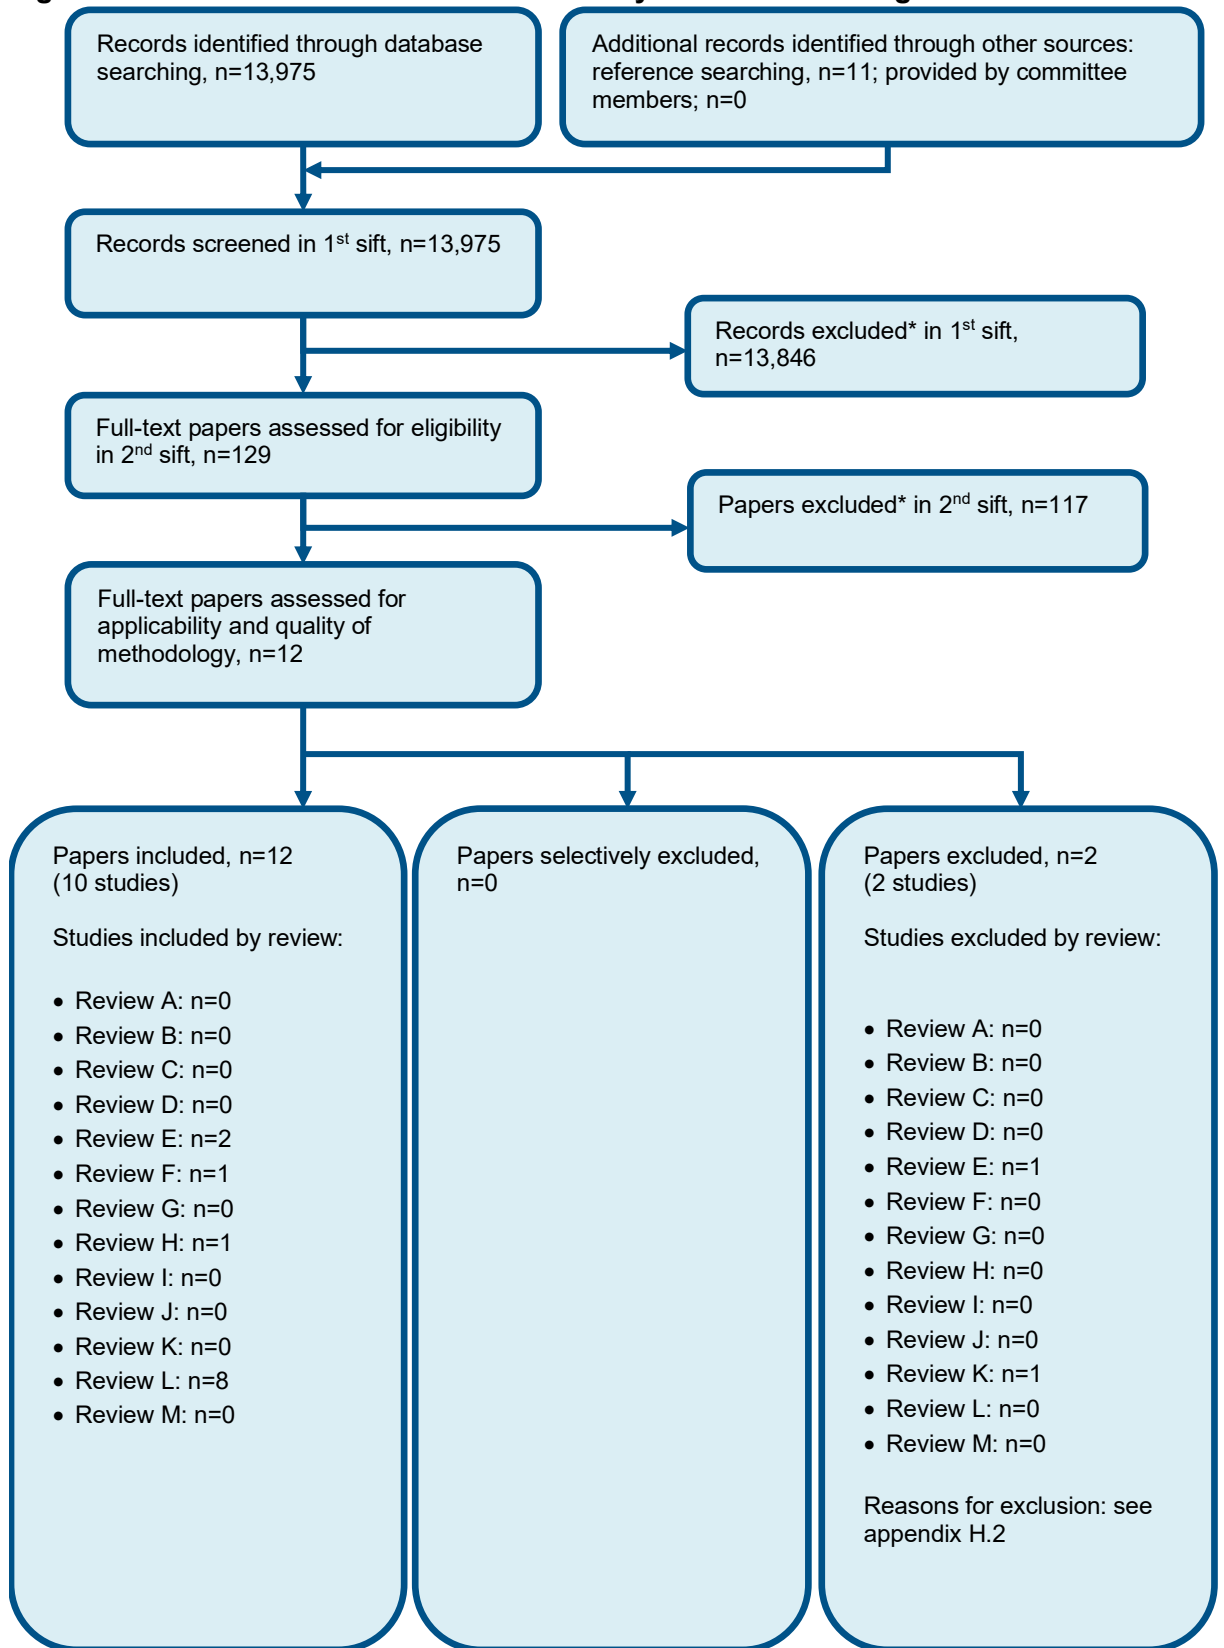 Records identified through database
searching, n=13,975
Additional records identified through other sources:
reference searching, n=11; provided by committee
members; n=0
Records screened in 1st sift, n=13,975
Records excluded* in 1st sift,
n=13,846
Full-text papers assessed for eligibility
in 2nd sift, n=129
Papers excluded* in 2nd sift, n=117
Full-text papers assessed for
applicability and quality of
methodology, n=12
Papers included, n=12
(10 studies)
Studies included by review:
• Review A: n=0
• Review B: n=0
• Review C: n=0
• Review D: n=0
• Review E: n=2
• Review F: n=1
• Review G: n=0
• Review H: n=1
• Review I: n=0
• Review J: n=0
• Review K: n=0
• Review L: n=8
• Review M: n=0
Papers selectively excluded,
n=0
Papers excluded, n=2
(2 studies)
Studies excluded by review:
• Review A: n=0
• Review B: n=0
• Review C: n=0
• Review D: n=0
• Review E: n=1
• Review F: n=0
• Review G: n=0
• Review H: n=0
• Review I: n=0
• Review J: n=0
• Review K: n=1
• Review L: n=0
• Review M: n=0
Reasons for exclusion: see
appendix H.2